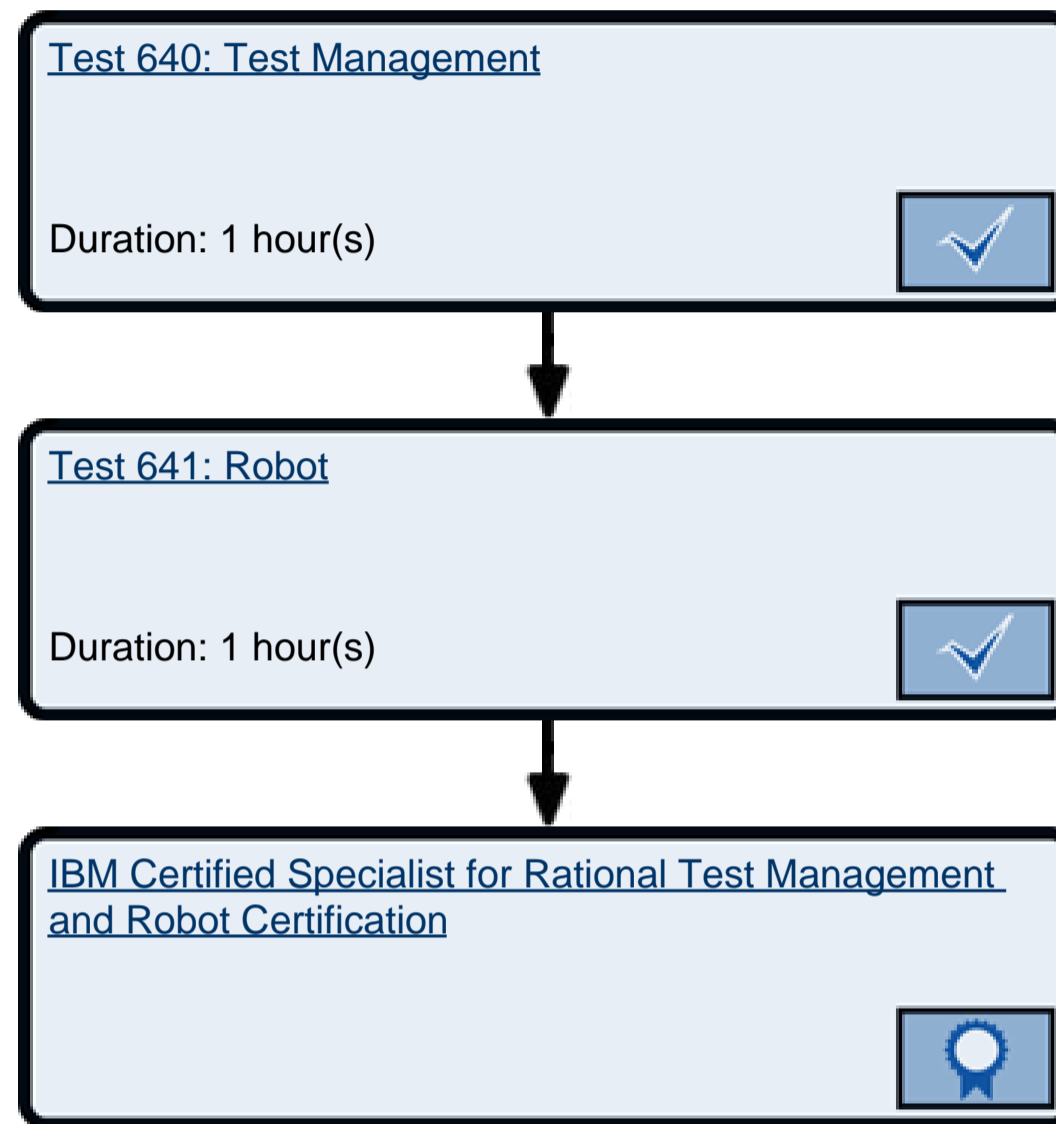 Test 640: Test Management
Duration: 1 hour(s)
Test 641: Robot
Duration: 1 hour(s)
IBM Certified Specialist for Rational Test Management
and Robot Certification